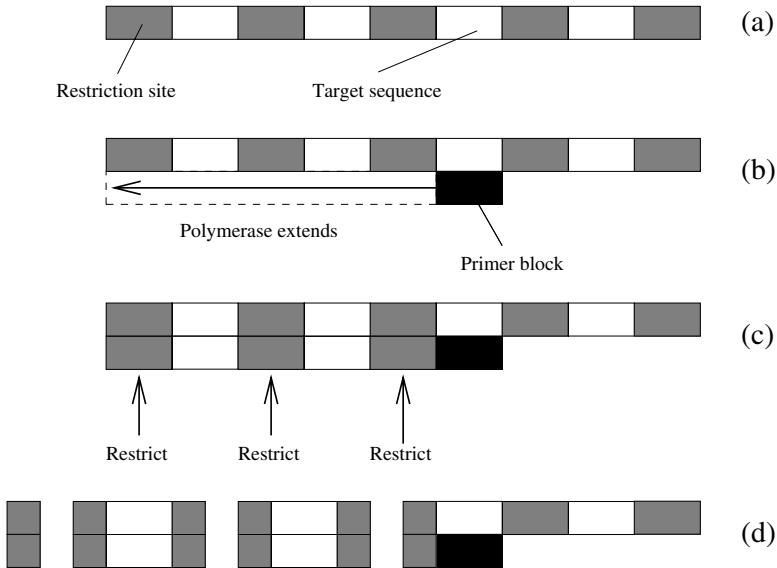 (a)
Restriction site
Target sequence
(b)
Polymerase extends
Primer block
(c)
Restrict
Restrict
Restrict
(d)